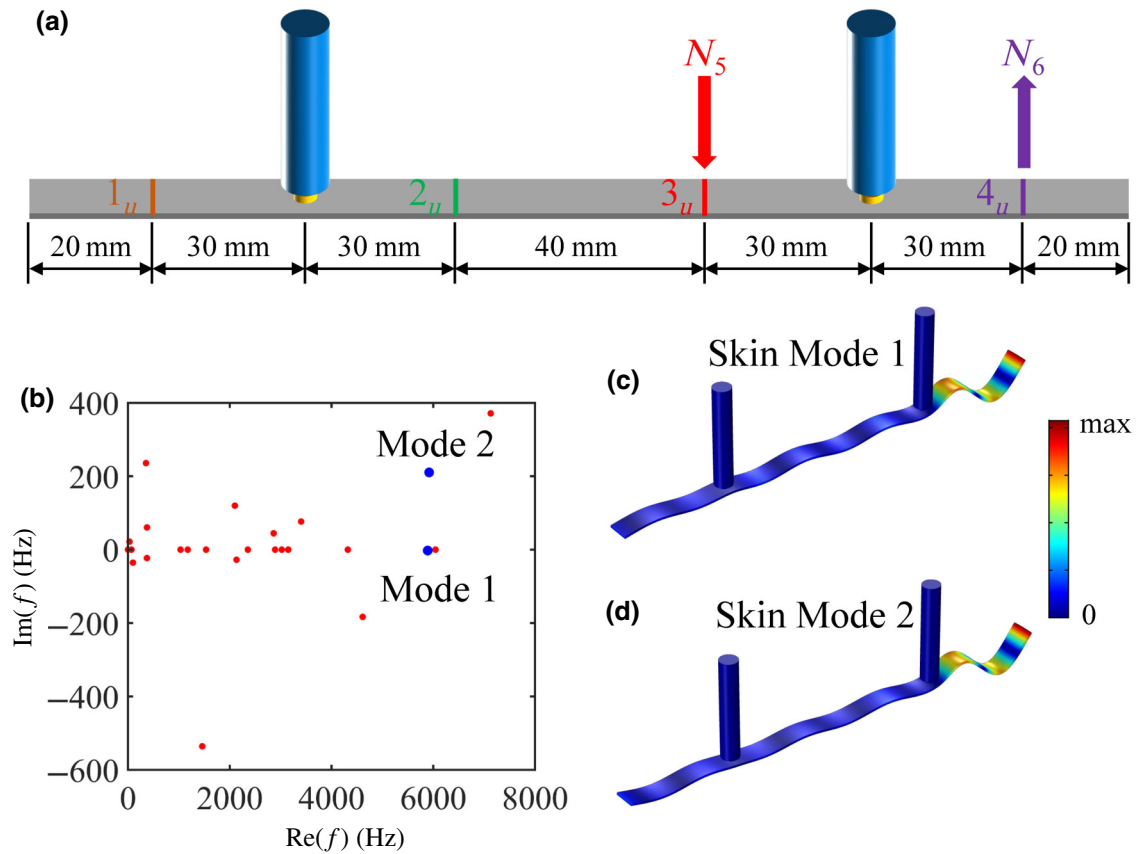 (a)
N5 N6
1u 2u 3u 4u
20 mm 30 mm 30 mm 40 mm 30 mm 30 mm 20 mm
(b)
400
200
0
−200
−400
−600
0 2000 4000 6000 8000
Im(f) (Hz)
Re(f) (Hz)
Mode 2
Mode 1
(c)
Skin Mode 1
(d)
Skin Mode 2
max
0